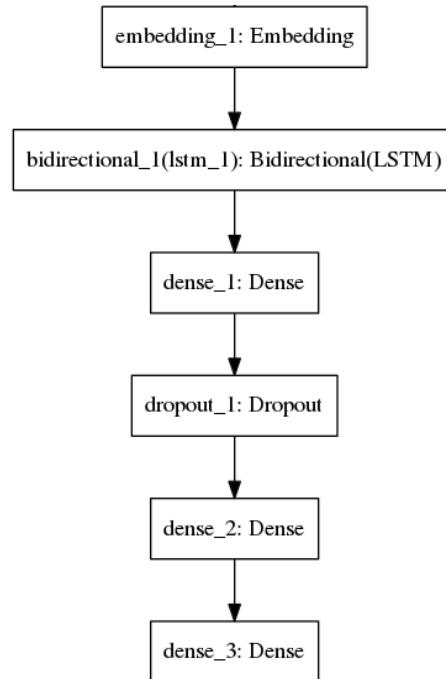 embedding_1: Embedding
bidirectional_1(lstm_1): Bidirectional(LSTM)
dense_1: Dense
dropout_1: Dropout
dense_2: Dense
dense_3: Dense